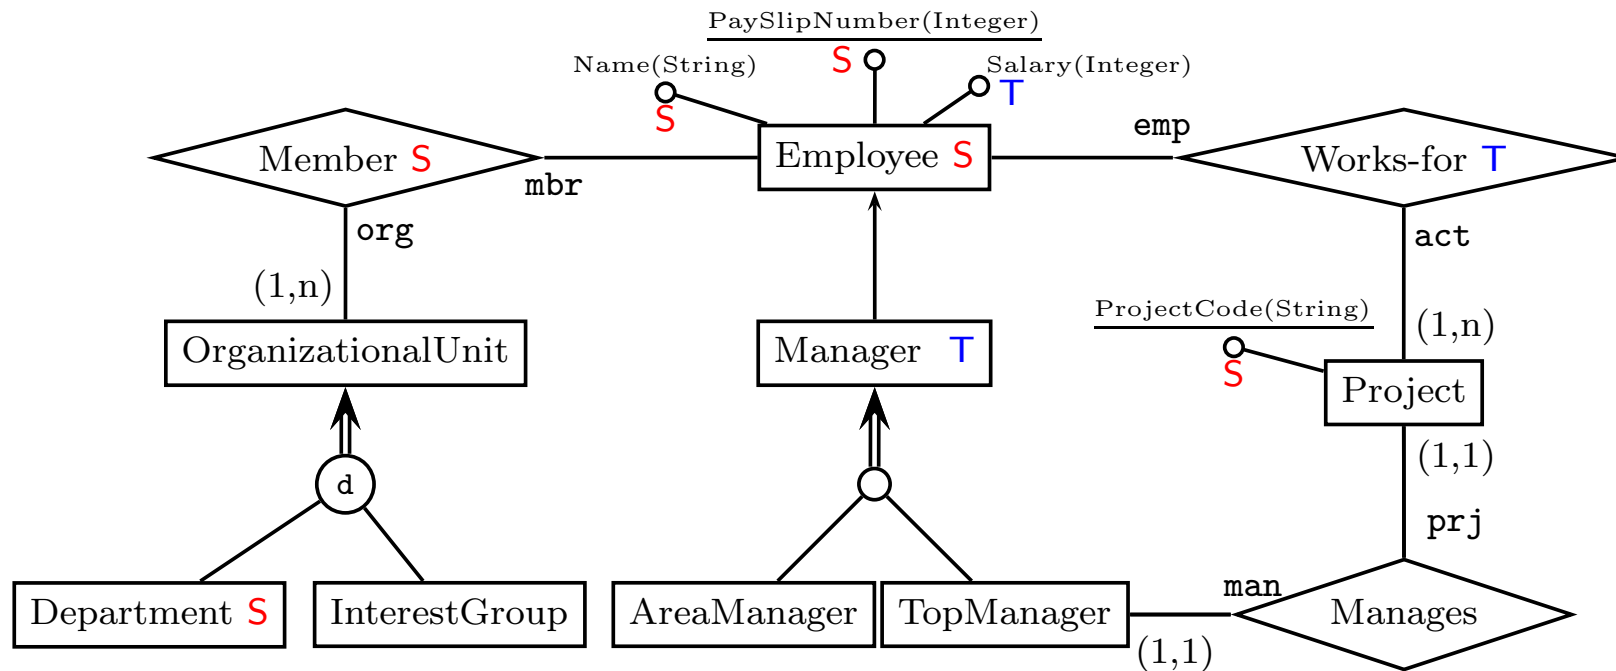 PaySlipNumber(Integer)
S
Name(String)
S
Salary(Integer)
T
Member S
mbr
Employee S
emp
Works-for T
org
act
(1,n)
ProjectCode(String)
S
(1,n)
OrganizationalUnit
Manager T
Project
(1,1)
d
prj
man
Department S
InterestGroup
AreaManager
TopManager
(1,1)
Manages